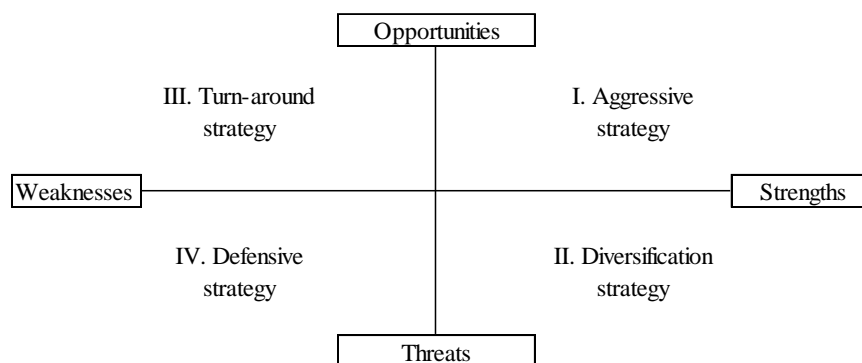 Opportunities
III. Turn-around
strategy
I. Aggressive
strategy
Weaknesses
Strengths
IV. Defensive
strategy
II. Diversification
strategy
Threats